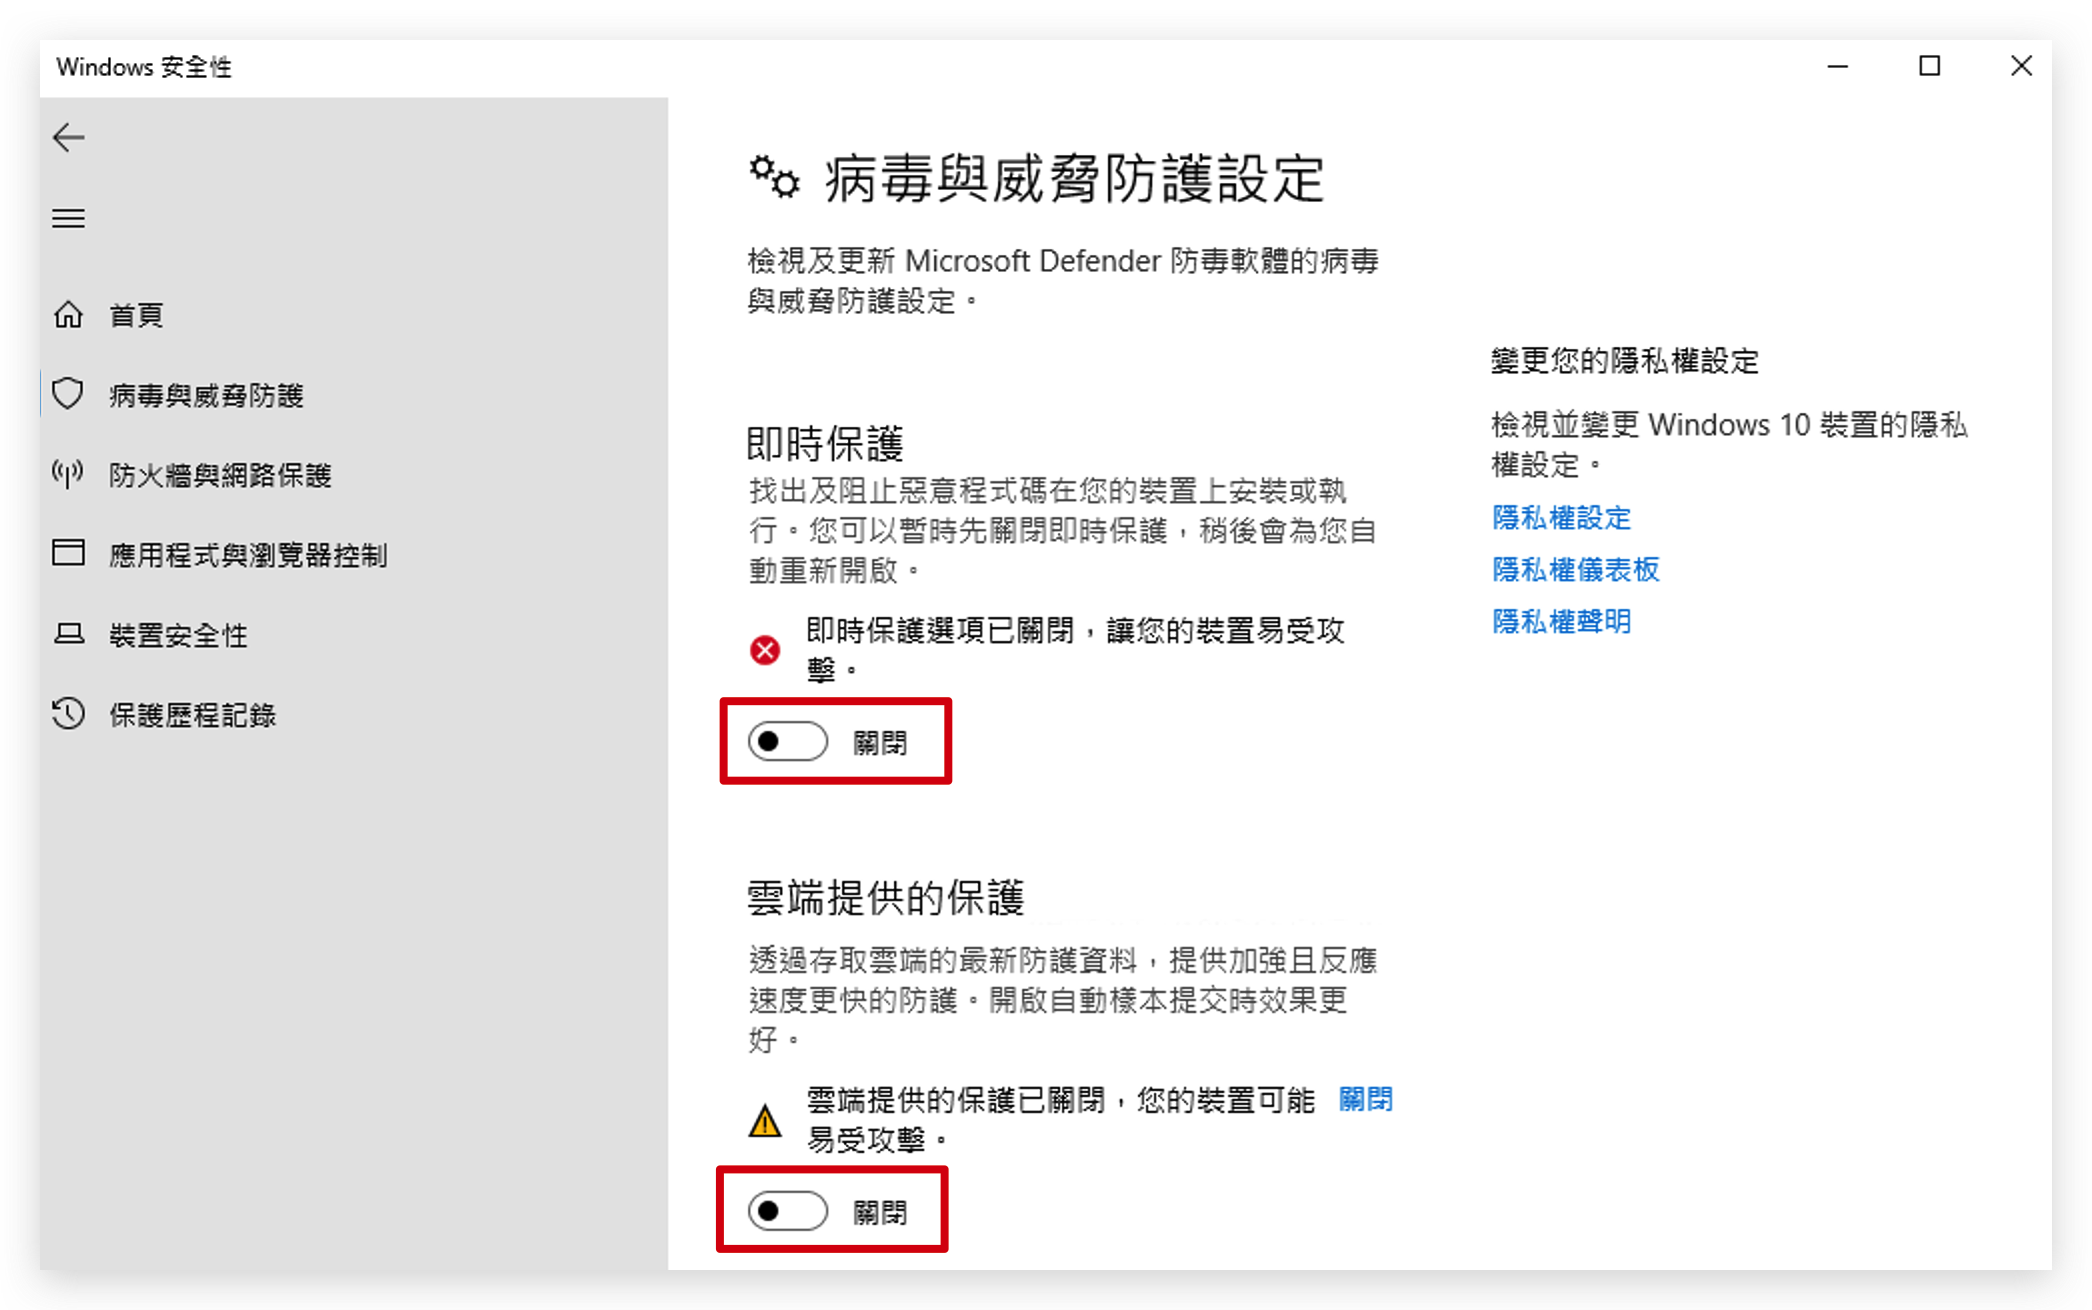 Windows 安全性
首頁
病毒與威脅防護
防火牆與網路保護
應用程式與瀏覽器控制
裝置安全性
保護歷程記錄
病毒與威脅防護設定
檢視及更新 Microsoft Defender 防毒軟體的病毒
與威脅防護設定。
即時保護
找出及阻止惡意程式碼在您的裝置上安裝或執
行。您可以暫時先關閉即時保護，稍後會為您自
動重新開啟。
即時保護選項已關閉，讓您的裝置易受攻
擊。
關閉
雲端提供的保護
透過存取雲端的最新防護資料，提供加強且反應
速度更快的防護。開啟自動樣本提交時效果更
好。
雲端提供的保護已關閉，您的裝置可能 關閉
易受攻擊。
關閉
變更您的隱私權設定
檢視並變更 Windows 10 裝置的隱私
權設定。
隱私權設定
隱私權儀表板
隱私權聲明